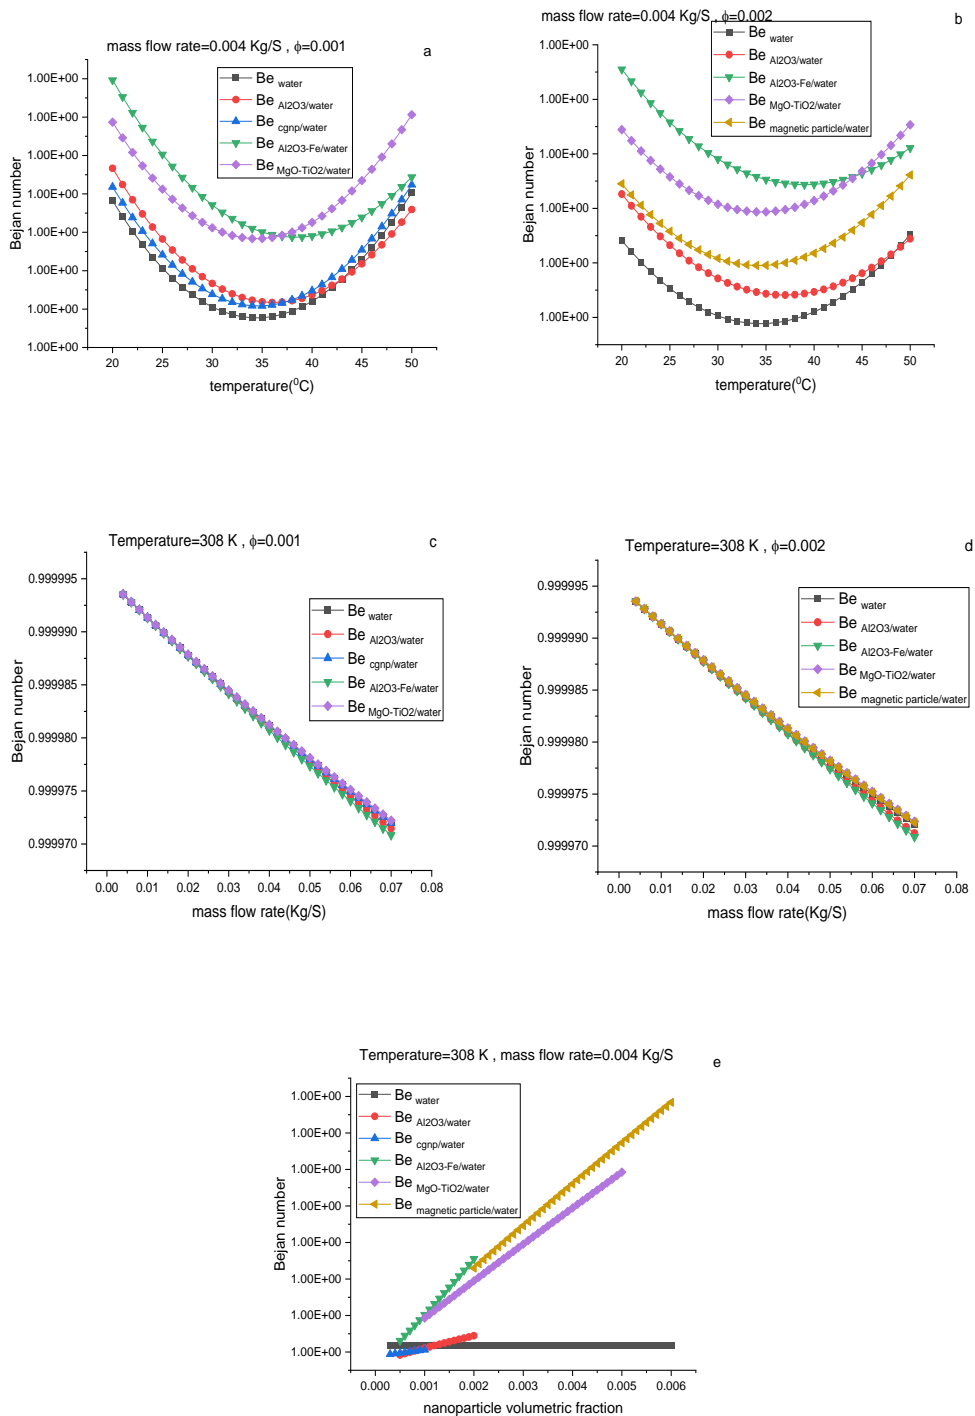 mass flow rate=0.004 Kg/S , ϕ=0.001
a
Be water
Be Al2O3/water
Be cgnp/water
Be Al2O3-Fe/water
Be MgO-TiO2/water
1.00E+00
1.00E+00
1.00E+00
1.00E+00
1.00E+00
1.00E+00
1.00E+00
1.00E+00
Bejan number
20 25 30 35 40 45 50
temperature(⁰C)
mass flow rate=0.004 Kg/S , ϕ=0.002
b
Be water
Be Al2O3/water
Be Al2O3-Fe/water
Be MgO-TiO2/water
Be magnetic particle/water
1.00E+00
1.00E+00
1.00E+00
1.00E+00
1.00E+00
1.00E+00
Bejan number
20 25 30 35 40 45 50
temperature(⁰C)
Temperature=308 K , ϕ=0.001
c
Be water
Be Al2O3/water
Be cgnp/water
Be Al2O3-Fe/water
Be MgO-TiO2/water
0.999995
0.999990
0.999985
0.999980
0.999975
0.999970
Bejan number
0.00 0.01 0.02 0.03 0.04 0.05 0.06 0.07 0.08
mass flow rate(Kg/S)
Temperature=308 K , ϕ=0.002
d
Be water
Be Al2O3/water
Be Al2O3-Fe/water
Be MgO-TiO2/water
Be magnetic particle/water
0.999995
0.999990
0.999985
0.999980
0.999975
0.999970
Bejan number
0.00 0.01 0.02 0.03 0.04 0.05 0.06 0.07 0.08
mass flow rate(Kg/S)
Temperature=308 K , mass flow rate=0.004 Kg/S
e
Be water
Be Al2O3/water
Be cgnp/water
Be Al2O3-Fe/water
Be MgO-TiO2/water
Be magnetic particle/water
1.00E+00
1.00E+00
1.00E+00
1.00E+00
1.00E+00
1.00E+00
1.00E+00
1.00E+00
Bejan number
0.000 0.001 0.002 0.003 0.004 0.005 0.006
nanoparticle volumetric fraction